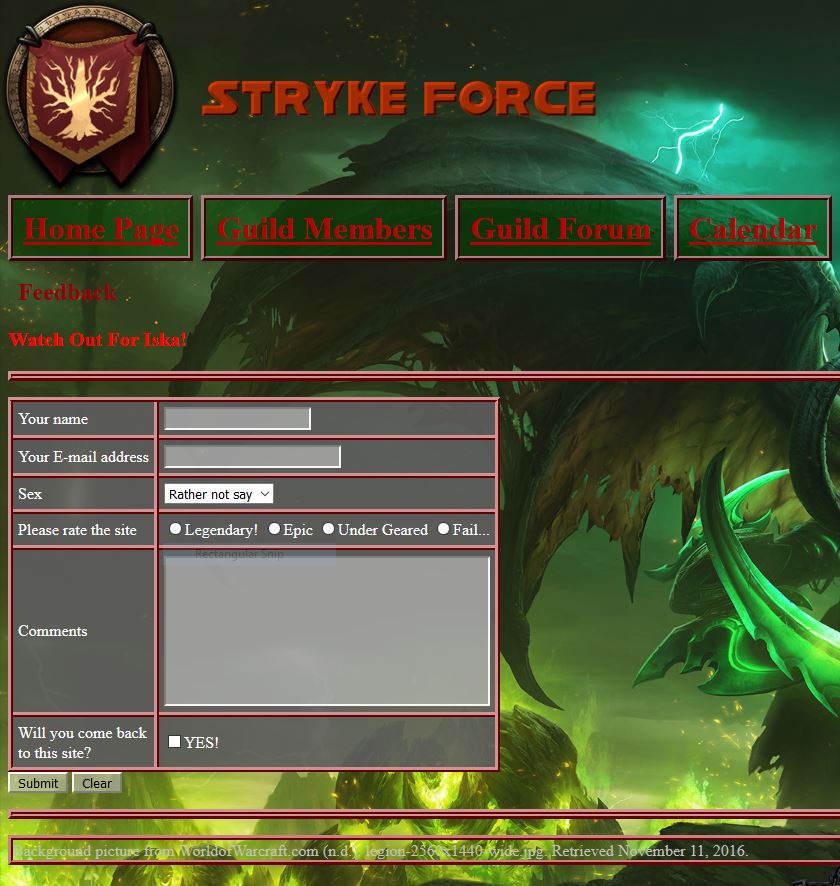 STRYKE FORCE
Home Page Guild Members Guild Forum Calendar
Feedback
Watch Out For Iska!
Your name
Your E-mail address
Sex Rather not say
Please rate the site Legendary! Epic Under Geared Fail...
Rectangular Snip
Comments
Will you come back
to this site?
YES!
Submit Clear
Background picture from WorldofWarcraft.com (n.d.). legion-2560x1440-wide.jpg. Retrieved November 11, 2016.